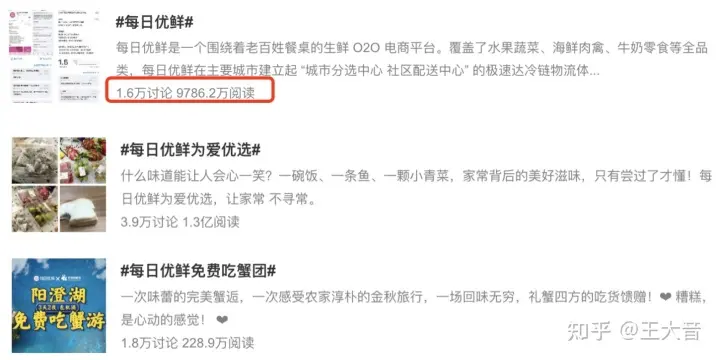 #每日优鲜#
每日优鲜是一个围绕着老百姓餐桌的生鲜 O2O 电商平台。覆盖了水果蔬菜、海鲜肉禽、牛奶零食等全品
类，每日优鲜在主要城市建立起 “城市分选中心 社区配送中心” 的极速达冷链物流体...
1.6万讨论 9786.2万阅读
#每日优鲜为爱优选#
什么味道能让人会心一笑？一碗饭、一条鱼、一颗小青菜，家常背后的美好滋味，只有尝过了才懂！每
日优鲜为爱优选，让家常 不寻常。
3.9万讨论 1.3亿阅读
#每日优鲜免费吃蟹团#
阳澄湖
免费吃蟹游
一次味蕾的完美蟹逅，一次感受农家淳朴的金秋旅行，一场回味无穷，礼蟹四方的吃货馈赠！❤ 糟糕，
是心动的感觉！ ❤
1.8万讨论 228.9万阅读
知乎 @王大音